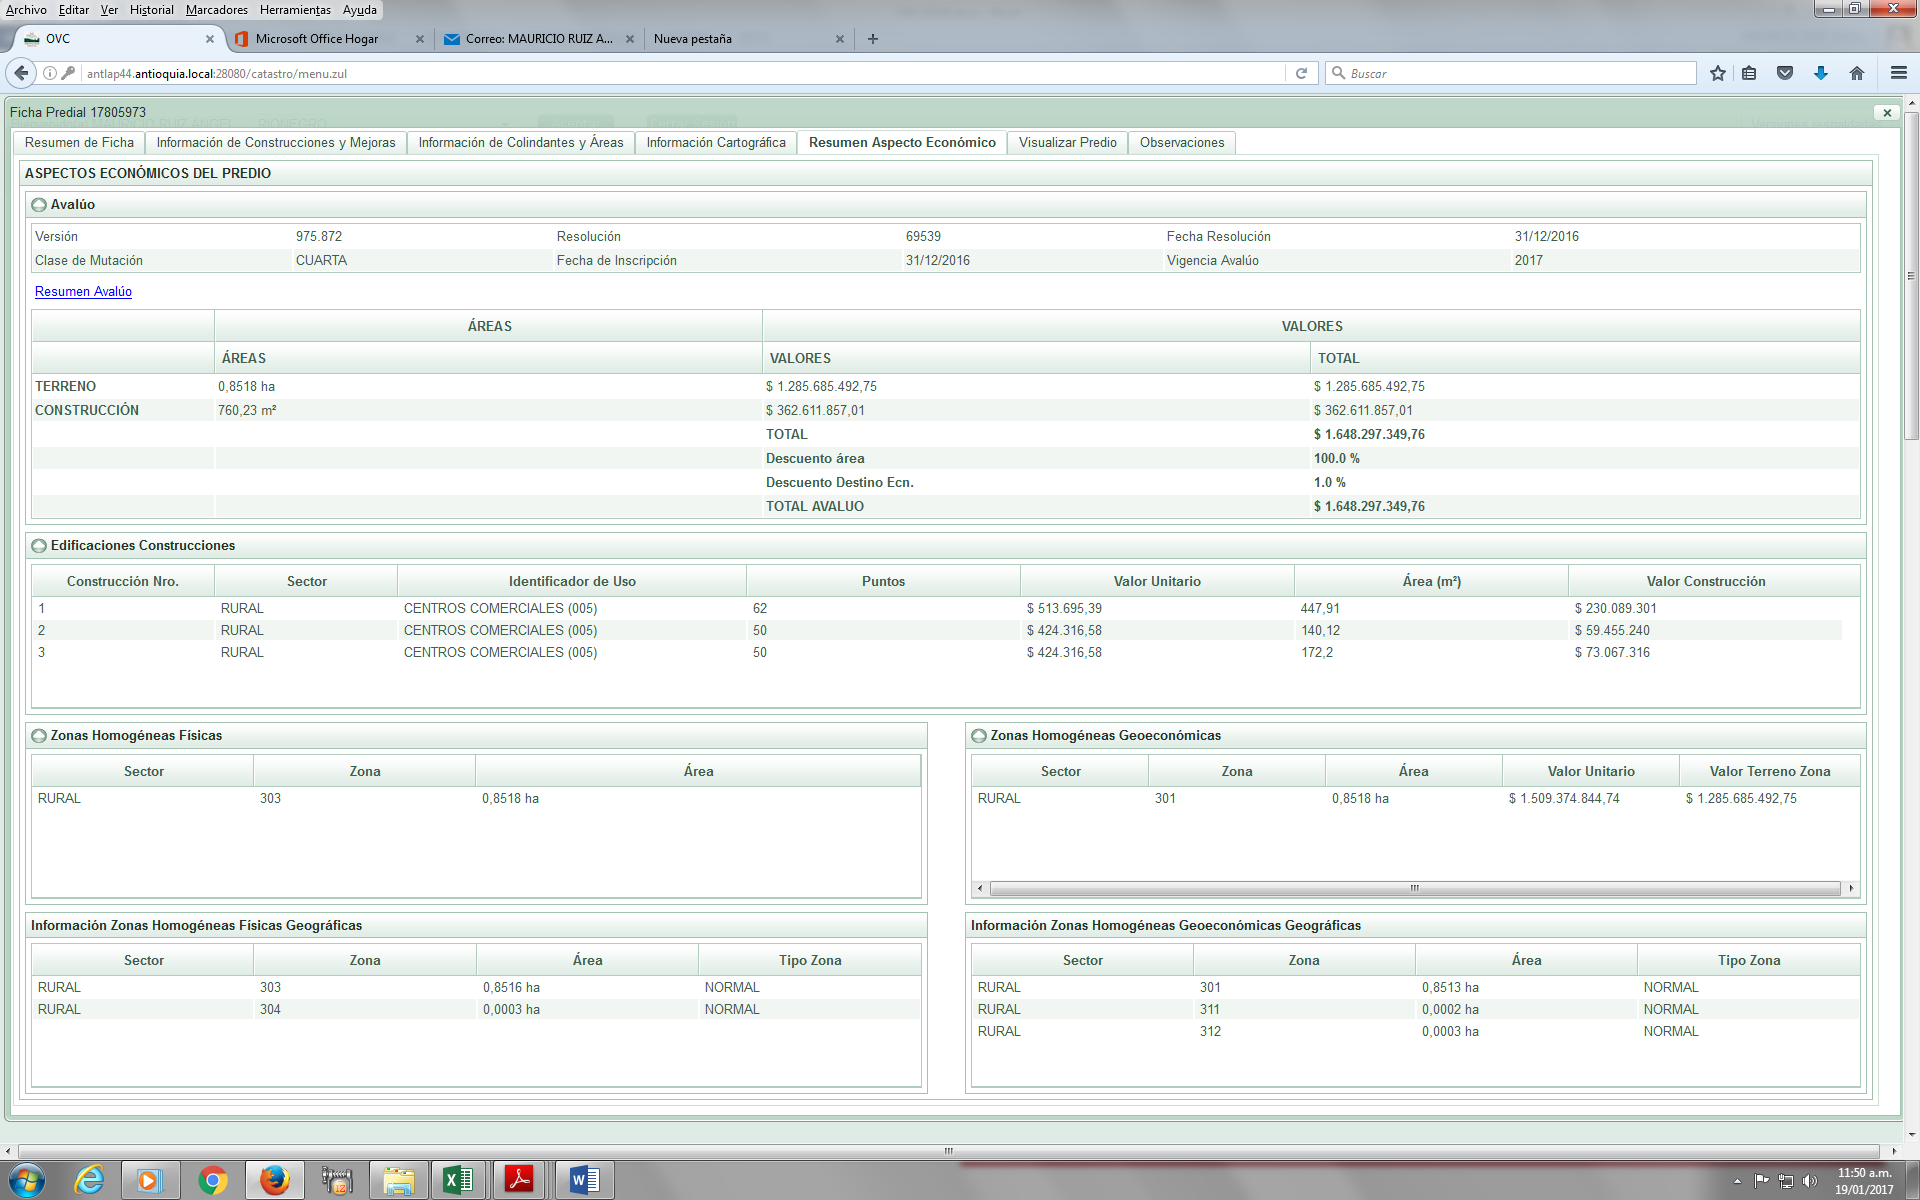 Archivo Editar Ver Historial Marcadores Herramientas Ayuda
OVC
Microsoft Office Hogar
Correo: MAURICIO RUIZ A...
Nueva pestaña
antlap44.antioquia.local:28080/catastro/menu.zul
Buscar
Ficha Predial 17805973
Resumen de Ficha
Información de Construcciones y Mejoras
Información de Colindantes y Áreas
Información Cartográfica
Resumen Aspecto Económico
Visualizar Predio
Observaciones
ASPECTOS ECONÓMICOS DEL PREDIO
Avalúo
Versión 975.872 Resolución 69539 Fecha Resolución 31/12/2016
Clase de Mutación CUARTA Fecha de Inscripción 31/12/2016 Vigencia Avalúo 2017
Resumen Avalúo
ÁREAS VALORES
ÁREAS VALORES TOTAL
TERRENO 0,8518 ha $ 1.285.685.492,75 $ 1.285.685.492,75
CONSTRUCCIÓN 760,23 m² $ 362.611.857,01 $ 362.611.857,01
TOTAL $ 1.648.297.349,76
Descuento área 100.0 %
Descuento Destino Ecn. 1.0 %
TOTAL AVALUO $ 1.648.297.349,76
Edificaciones Construcciones
Construcción Nro. Sector Identificador de Uso Puntos Valor Unitario Área (m²) Valor Construcción
1 RURAL CENTROS COMERCIALES (005) 62 $ 513.695,39 447,91 $ 230.089.301
2 RURAL CENTROS COMERCIALES (005) 50 $ 424.316,58 140,12 $ 59.455.240
3 RURAL CENTROS COMERCIALES (005) 50 $ 424.316,58 172,2 $ 73.067.316
Zonas Homogéneas Físicas
Sector Zona Área
RURAL 303 0,8518 ha
Zonas Homogéneas Geoeconómicas
Sector Zona Área Valor Unitario Valor Terreno Zona
RURAL 301 0,8518 ha $ 1.509.374.844,74 $ 1.285.685.492,75
Información Zonas Homogéneas Físicas Geográficas
Sector Zona Área Tipo Zona
RURAL 303 0,8516 ha NORMAL
RURAL 304 0,0003 ha NORMAL
Información Zonas Homogéneas Geoeconómicas Geográficas
Sector Zona Área Tipo Zona
RURAL 301 0,8513 ha NORMAL
RURAL 311 0,0002 ha NORMAL
RURAL 312 0,0003 ha NORMAL
11:50 a.m.
19/01/2017